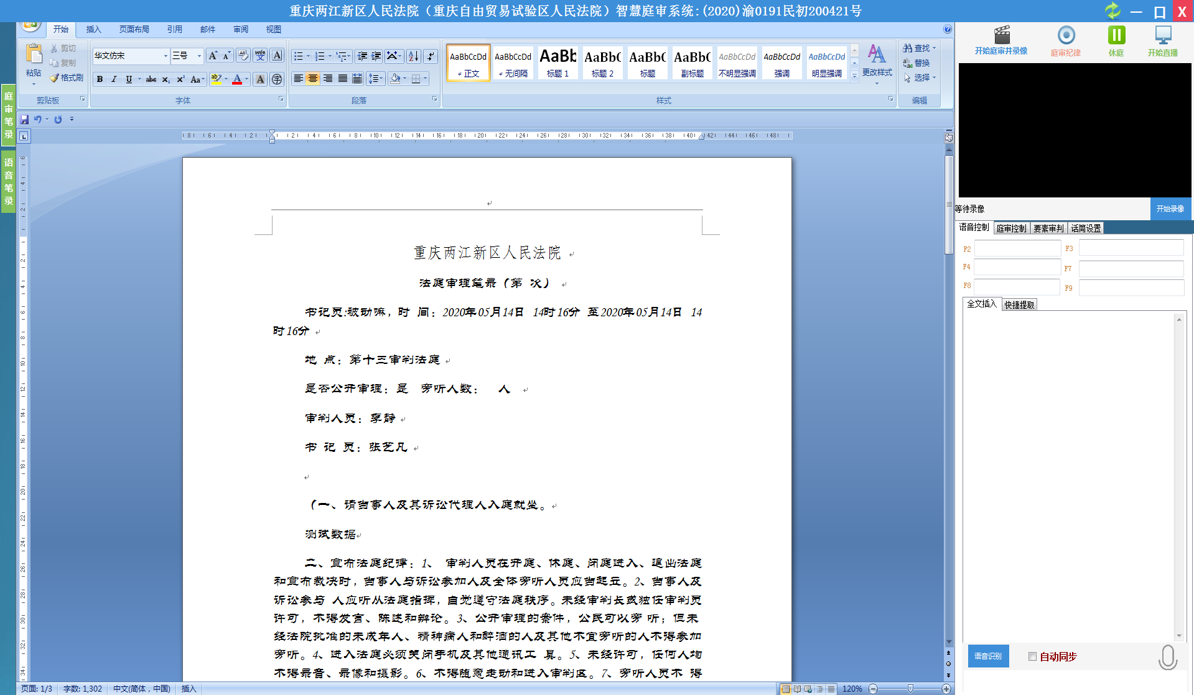 重庆两江新区人民法院（重庆自由贸易试验区人民法院）智慧庭审系统:(2020)渝0191民初200421号
开始 插入 页面布局 引用 邮件 审阅 视图
粘贴 剪切 复制 格式刷
华文仿宋 三号
AaBbCcDd AaBbCcDd AaBb AaBbC AaBbC AaBbC AaBbCcDd AaBbCcDd AaBbCcDd
正文 无间隔 标题 1 标题 2 标题 副标题 不明显强调 强调 明显强调
更改样式
查找 替换 选择
剪贴板 字体 段落 样式 编辑
庭审笔录
语音笔录
重庆两江新区人民法院
法庭审理笔录（第 次）
书记员:被动嘛，时 间：2020年05月14日 14时16分 至2020年05月14日 14
时16分
地 点：第十三审判法庭
是否公开审理：是 旁听人数： 人
审判人员：李静
书 记 员：张艺凡
（一、请当事人及其诉讼代理人入庭就坐。
测试数据
二、宣布法庭纪律：1、 审判人员在开庭、休庭、闭庭进入、退出法庭
和宣布裁决时，当事人与诉讼参加人及全体旁听人员应当起立。2、当事人及
诉讼参与 人应听从法庭指挥，自觉遵守法庭秩序。未经审判长或独任审判员
许可，不得发言、陈述和辩论。3、公开审理的案件，公民可以旁 听；但未
经法院批准的未成年人、精神病人和醉酒的人及其他不宜旁听的人不得参加
旁听。4、进入法庭必须关闭手机及其他通讯工 具。5、未经许可，任何人均
不得录音、录像和摄影。6、不得随意走动和进入审判区。7、旁听人员不 得
开始庭审并录像 庭审纪律 休庭 开始直播
等待录像 开始录像
语音控制 庭审控制 要素审判 话筒设置
F2 F3
F4 F7
F8 F9
全文插入 快捷提取
语音识别 自动同步
页面: 1/3 字数: 1,302 中文(简体，中国) 插入 120%